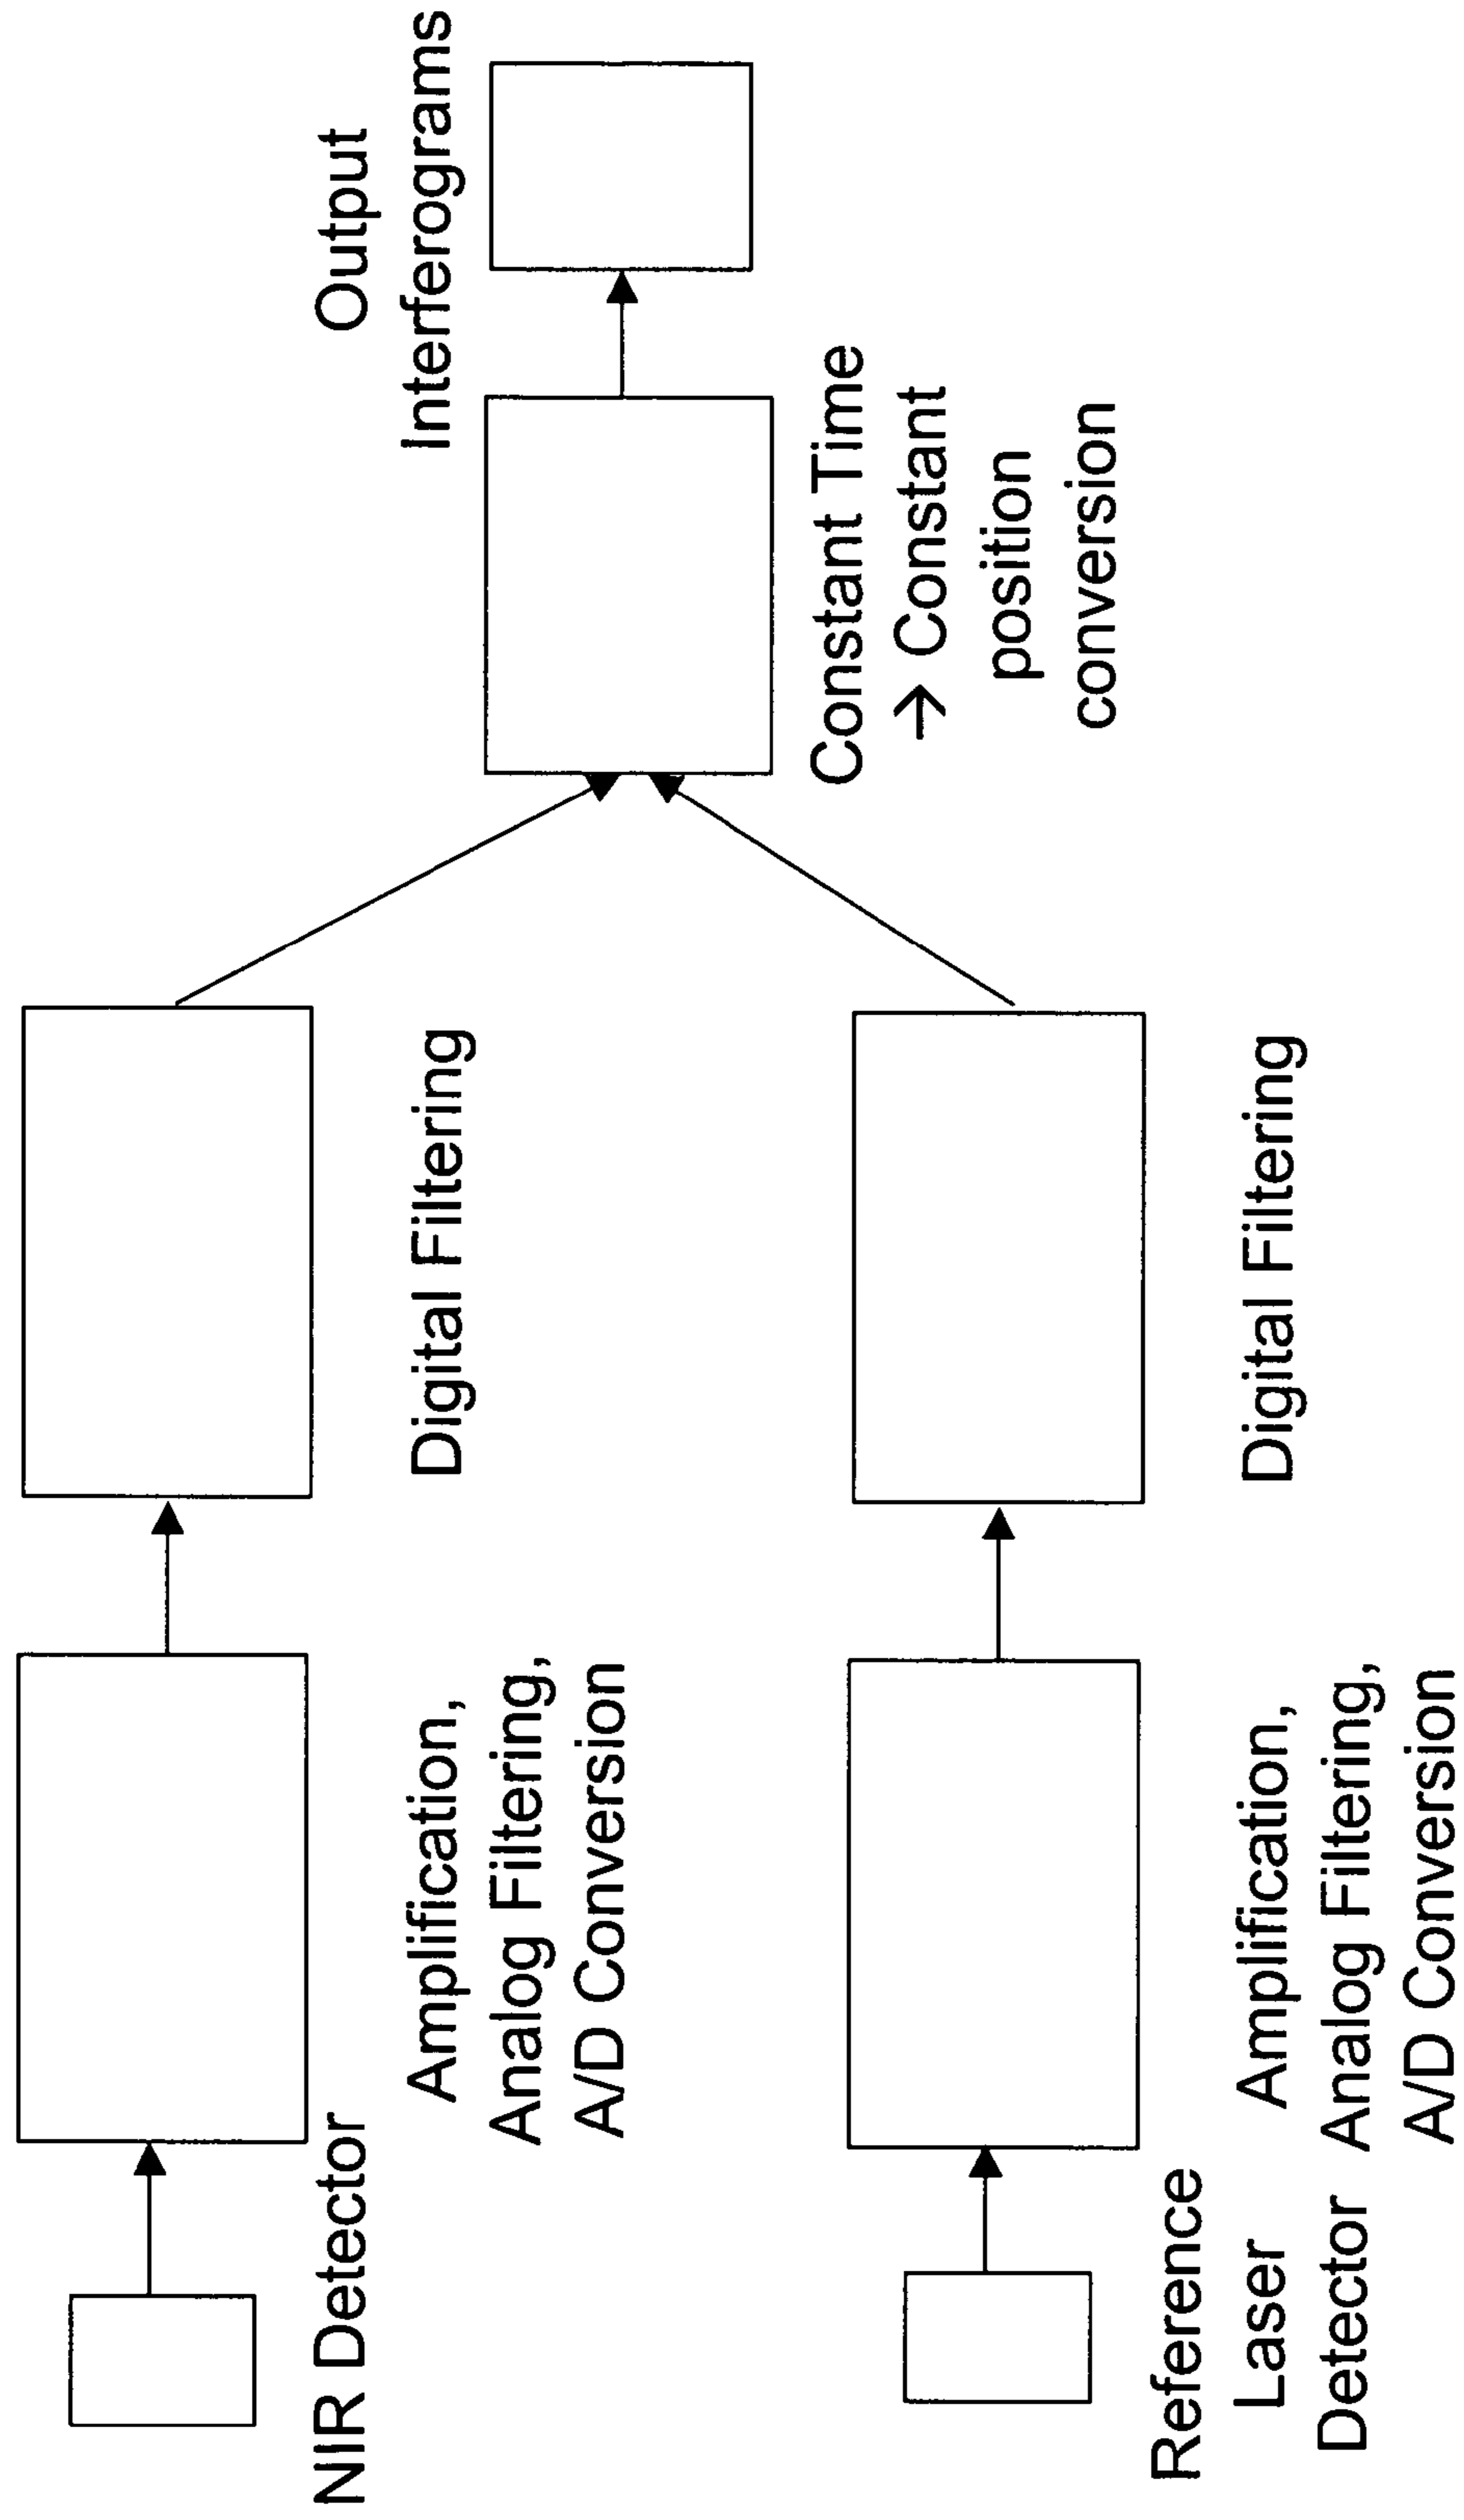 NIR Detector
Amplification,
Analog Filtering,
A/D Conversion
Digital Filtering
Reference
Laser
Detector
Amplification,
Analog Filtering,
A/D Conversion
Digital Filtering
Constant Time
→ Constant
position
conversion
Output
Interferograms